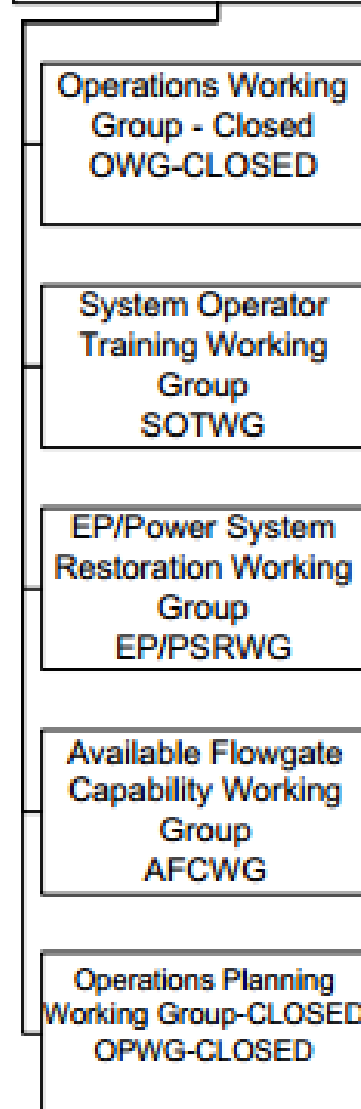 Operations Working
Group - Closed
OWG-CLOSED
System Operator
Training Working
Group
SOTWG
EP/Power System
Restoration Working
Group
EP/PSRWG
Available Flowgate
Capability Working
Group
AFCWG
Operations Planning
Working Group-CLOSED
OPWG-CLOSED